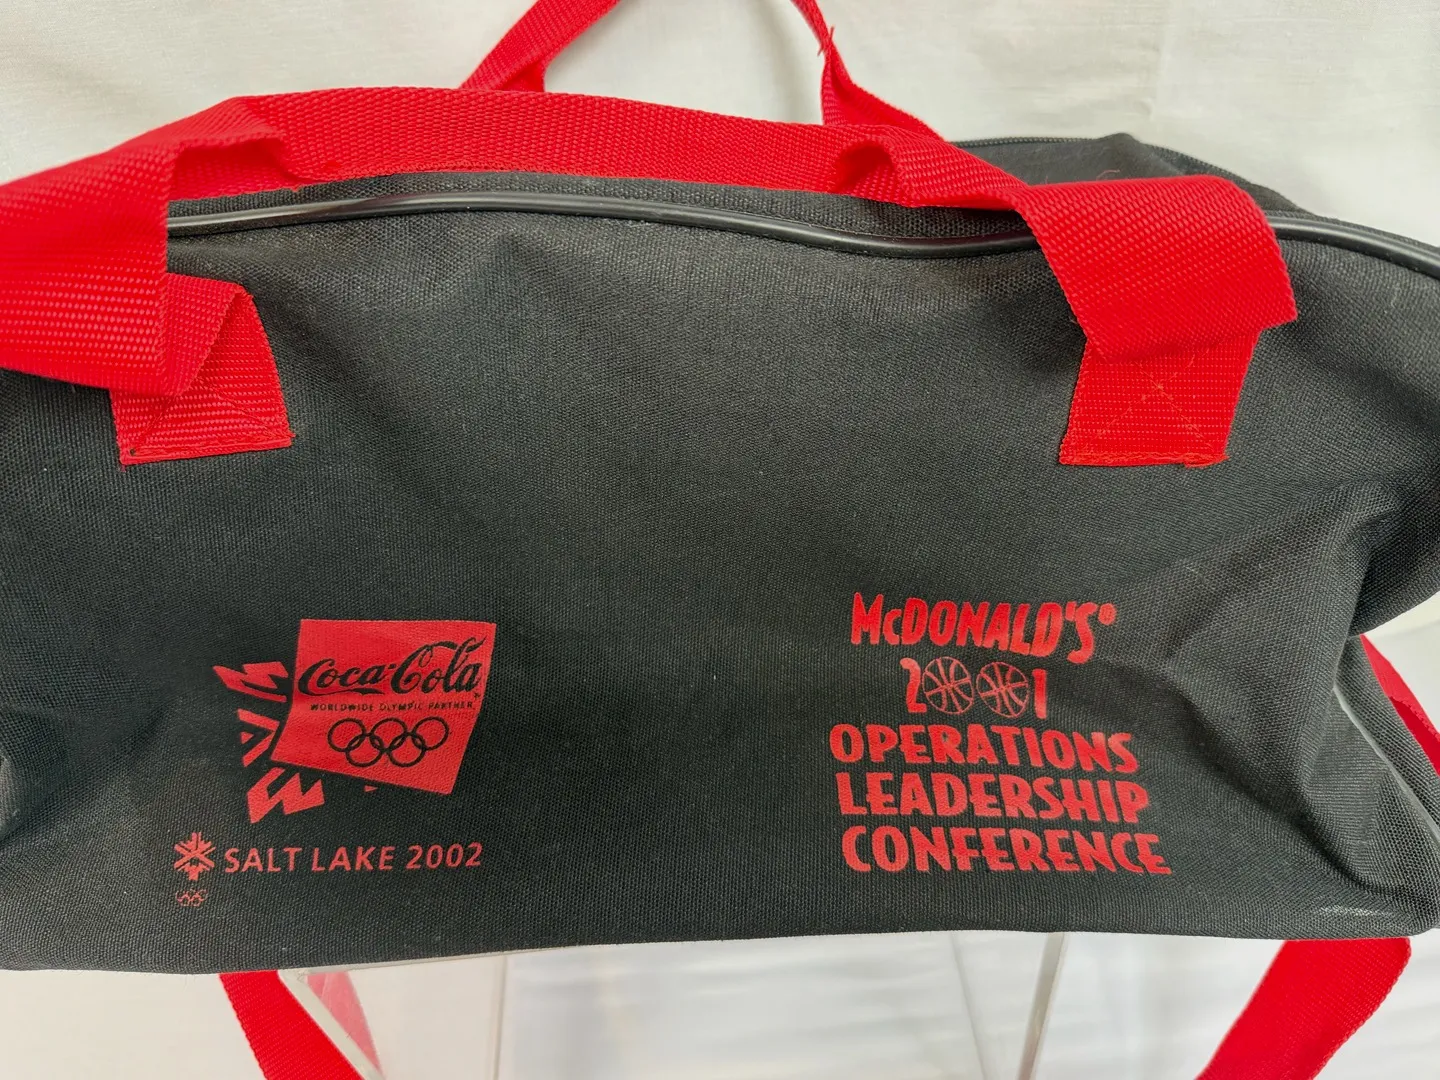 Coca-Cola
WORLDWIDE OLYMPIC PARTNER
SALT LAKE 2002
McDONALD'S®
2001
OPERATIONS
LEADERSHIP
CONFERENCE